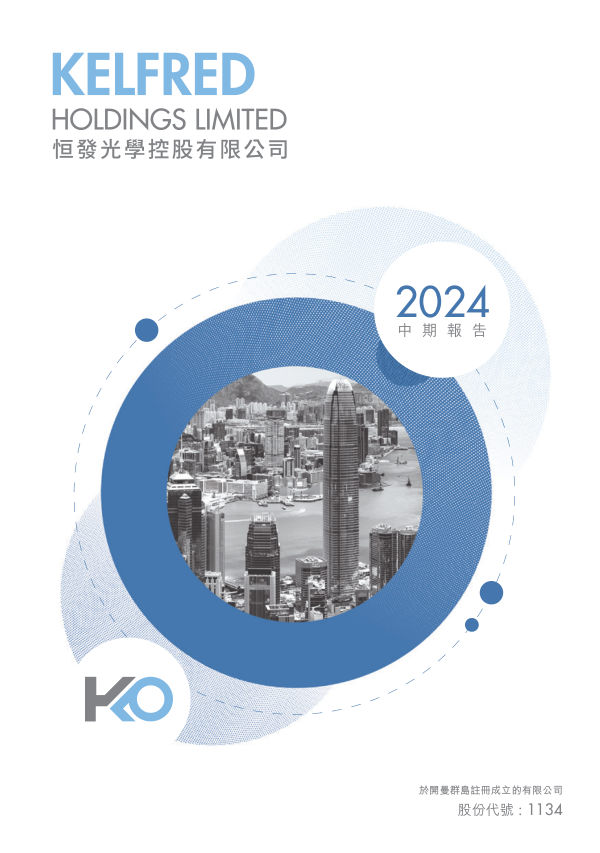 KELFRED
HOLDINGS LIMITED
恒發光學控股有限公司
2024
中期報告
KO
於開曼群島註冊成立的有限公司
股份代號：1134